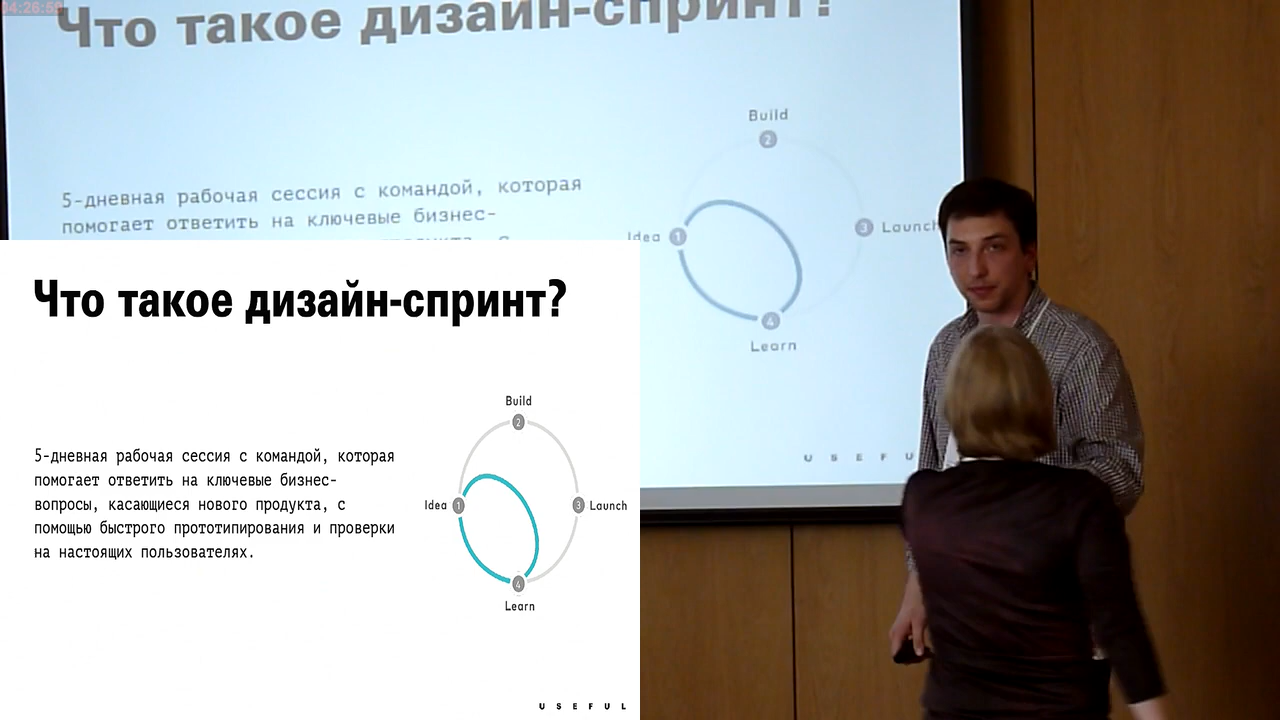 04:26:59
Что такое дизайн-спринт?
Build
2
5-дневная рабочая сессия с командой, которая
помогает ответить на ключевые бизнес-
Idea 1
3 Launch
4
Learn
U S E F U
Что такое дизайн-спринт?
Build
2
5-дневная рабочая сессия с командой, которая
помогает ответить на ключевые бизнес-
вопросы, касающиеся нового продукта, с
помощью быстрого прототипирования и проверки
на настоящих пользователях.
Idea 1
3 Launch
4
Learn
U S E F U L